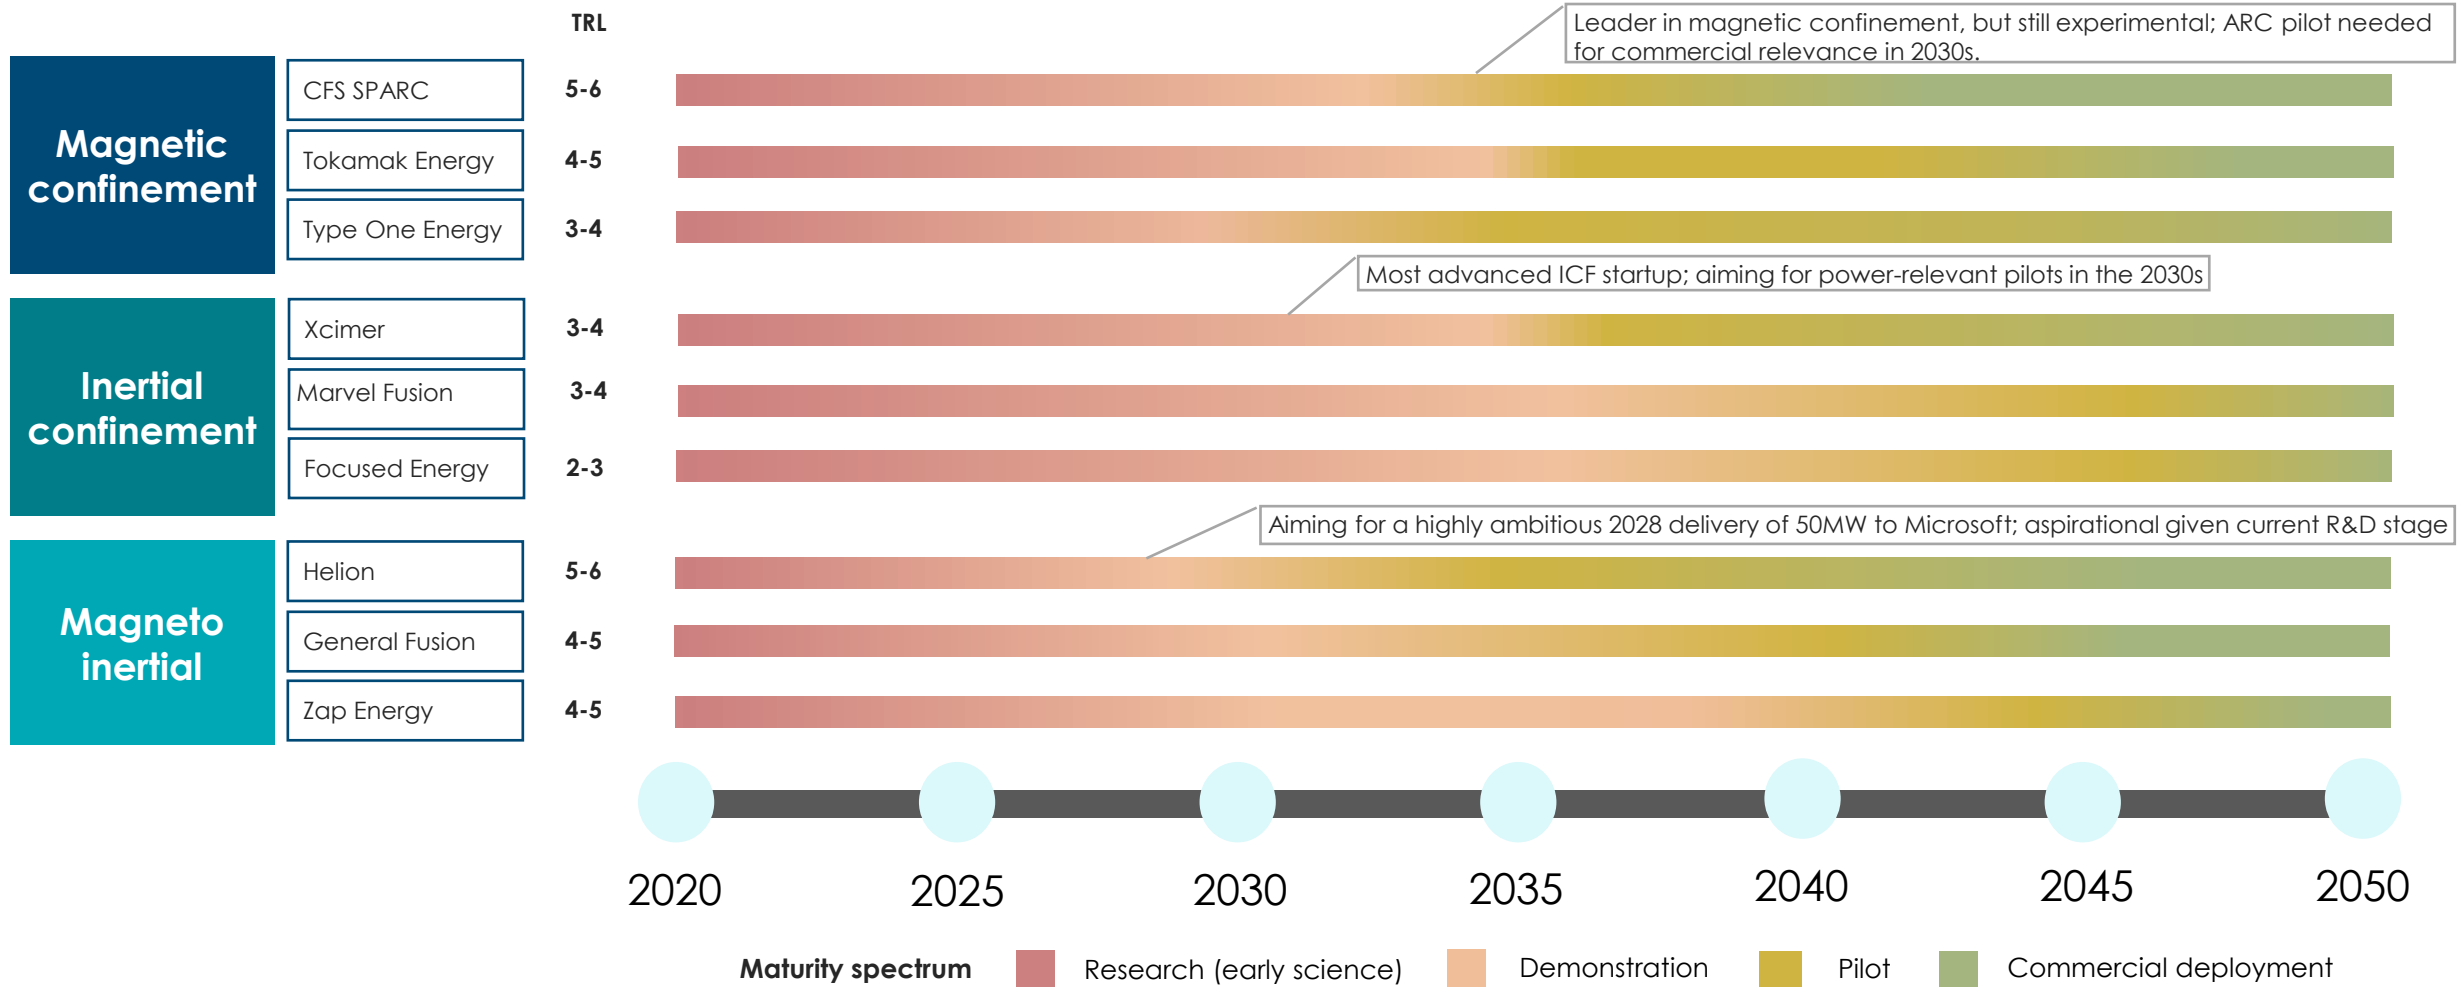 TRL
Leader in magnetic confinement, but still experimental; ARC pilot needed
for commercial relevance in 2030s.
Magnetic
confinement
CFS SPARC
5-6
Tokamak Energy
4-5
Type One Energy
3-4
Most advanced ICF startup; aiming for power-relevant pilots in the 2030s
Inertial
confinement
Xcimer
3-4
Marvel Fusion
3-4
Focused Energy
2-3
Aiming for a highly ambitious 2028 delivery of 50MW to Microsoft; aspirational given current R&D stage
Magneto
inertial
Helion
5-6
General Fusion
4-5
Zap Energy
4-5
2020
2025
2030
2035
2040
2045
2050
Maturity spectrum
Research (early science)
Demonstration
Pilot
Commercial deployment